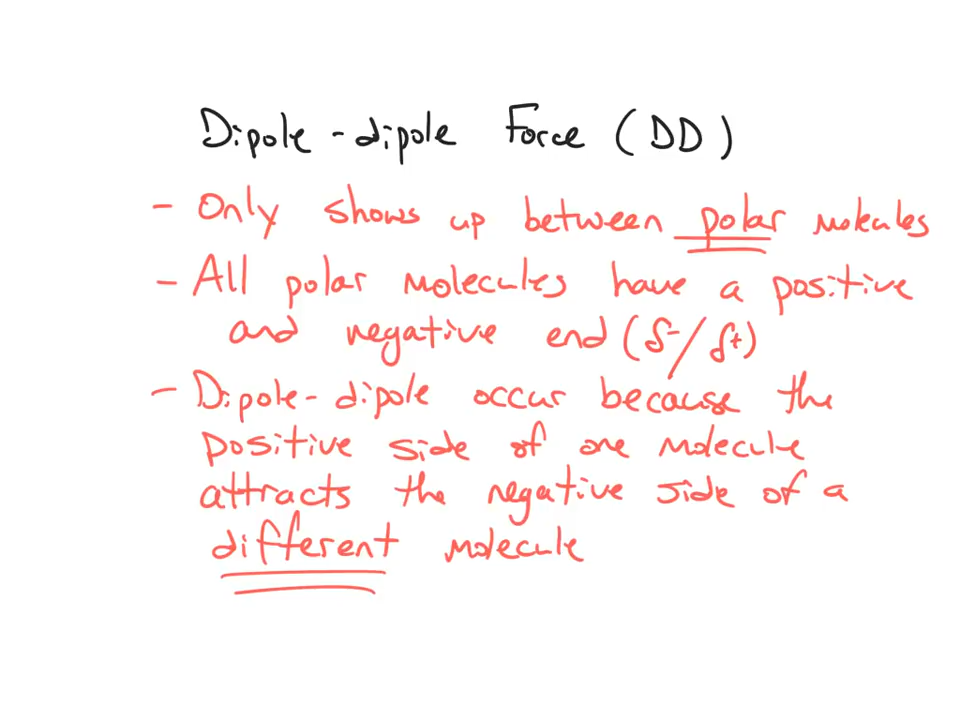 Dipole-dipole Force (DD)
- Only shows up between polar molecules
- All polar molecules have a positive
and negative end (δ-/δ+)
- Dipole-dipole occur because the
positive side of one molecule
attracts the negative side of a
different molecule